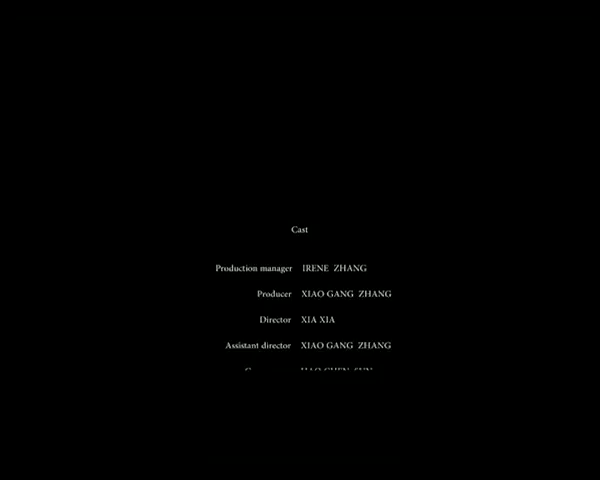 Cast
Production manager IRENE ZHANG
Producer XIAO GANG ZHANG
Director XIA XIA
Assistant director XIAO GANG ZHANG